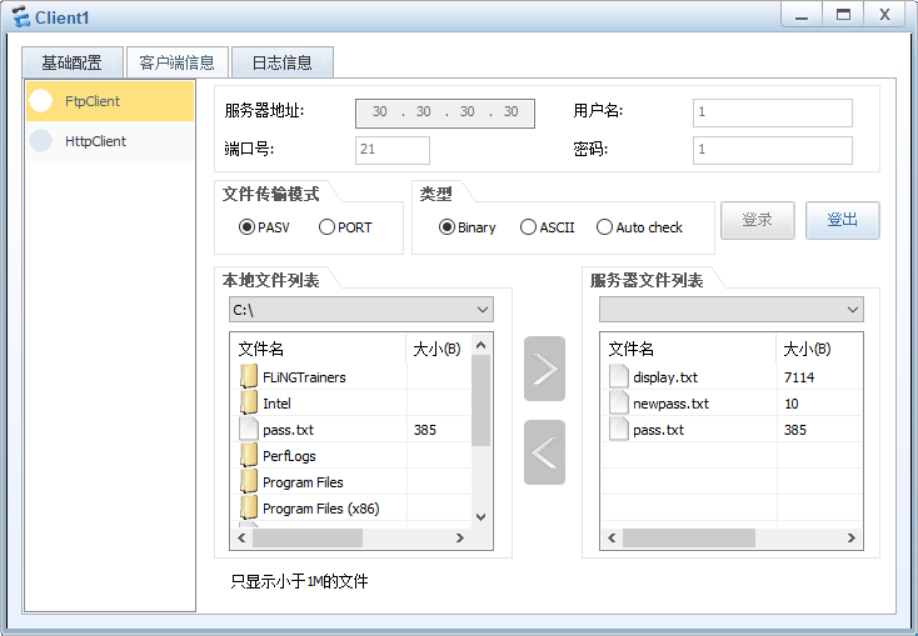 Client1
基础配置 客户端信息 日志信息
FtpClient
HttpClient
服务器地址: 30 . 30 . 30 . 30 用户名: 1
端口号: 21 密码: 1
文件传输模式 类型
PASV PORT Binary ASCII Auto check 登录 登出
本地文件列表 服务器文件列表
C:\
文件名 大小(B) 文件名 大小(B)
FLiNGTrainers display.txt 7114
Intel newpass.txt 10
pass.txt 385 pass.txt 385
PerfLogs
Program Files
Program Files (x86)
只显示小于1M的文件